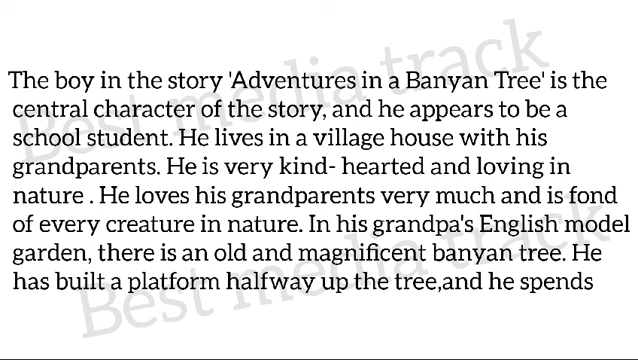 The boy in the story 'Adventures in a Banyan Tree' is the
central character of the story, and he appears to be a
school student. He lives in a village house with his
grandparents. He is very kind- hearted and loving in
nature . He loves his grandparents very much and is fond
of every creature in nature. In his grandpa's English model
garden, there is an old and magnificent banyan tree. He
has built a platform halfway up the tree,and he spends
Best media track
Best media track